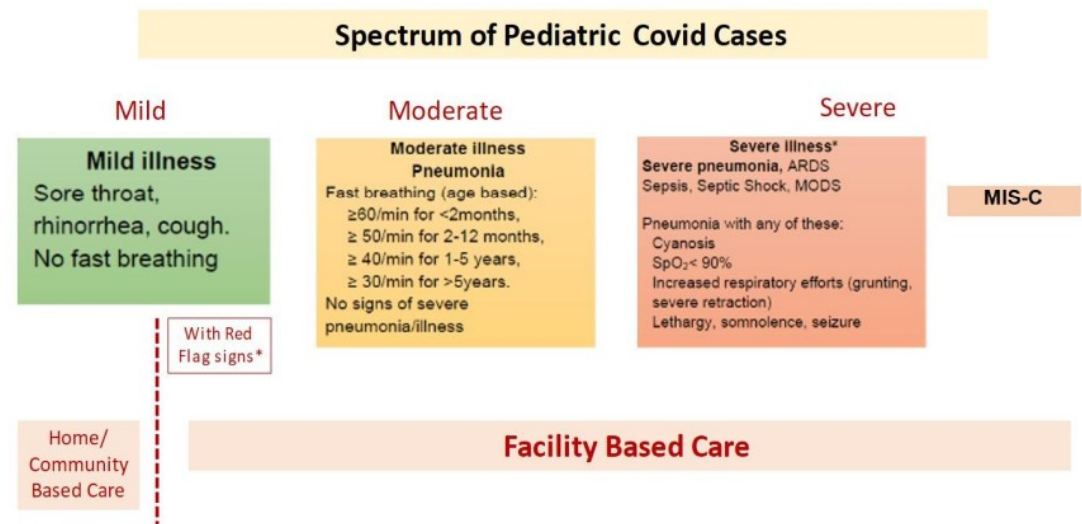 Spectrum of Pediatric Covid Cases
Mild
Mild illness
Sore throat,
rhinorrhea, cough.
No fast breathing
With Red
Flag signs*
Moderate
Moderate illness
Pneumonia
Fast breathing (age based):
≥60/min for <2months,
≥ 50/min for 2-12 months,
≥ 40/min for 1-5 years,
≥ 30/min for >5years.
No signs of severe
pneumonia/illness
Severe
Severe illness*
Severe pneumonia, ARDS
Sepsis, Septic Shock, MODS
Pneumonia with any of these:
Cyanosis
SpO₂< 90%
Increased respiratory efforts (grunting,
severe retraction)
Lethargy, somnolence, seizure
MIS-C
Home/
Community
Based Care
Facility Based Care